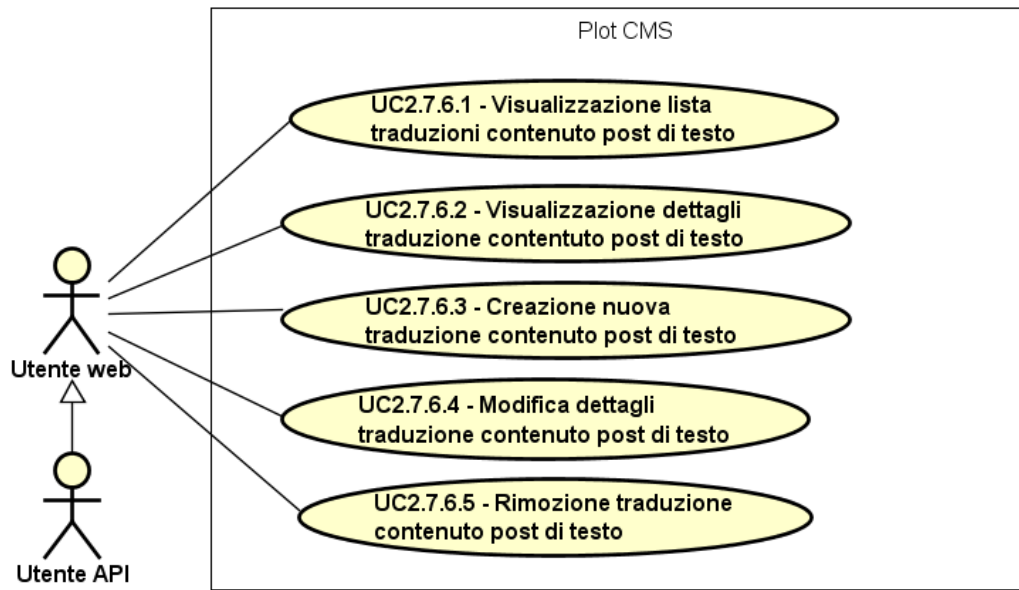 Plot CMS
UC2.7.6.1 - Visualizzazione lista
traduzioni contenuto post di testo
UC2.7.6.2 - Visualizzazione dettagli
traduzione contentuto post di testo
UC2.7.6.3 - Creazione nuova
traduzione contenuto post di testo
Utente web
UC2.7.6.4 - Modifica dettagli
traduzione contenuto post di testo
UC2.7.6.5 - Rimozione traduzione
contenuto post di testo
Utente API